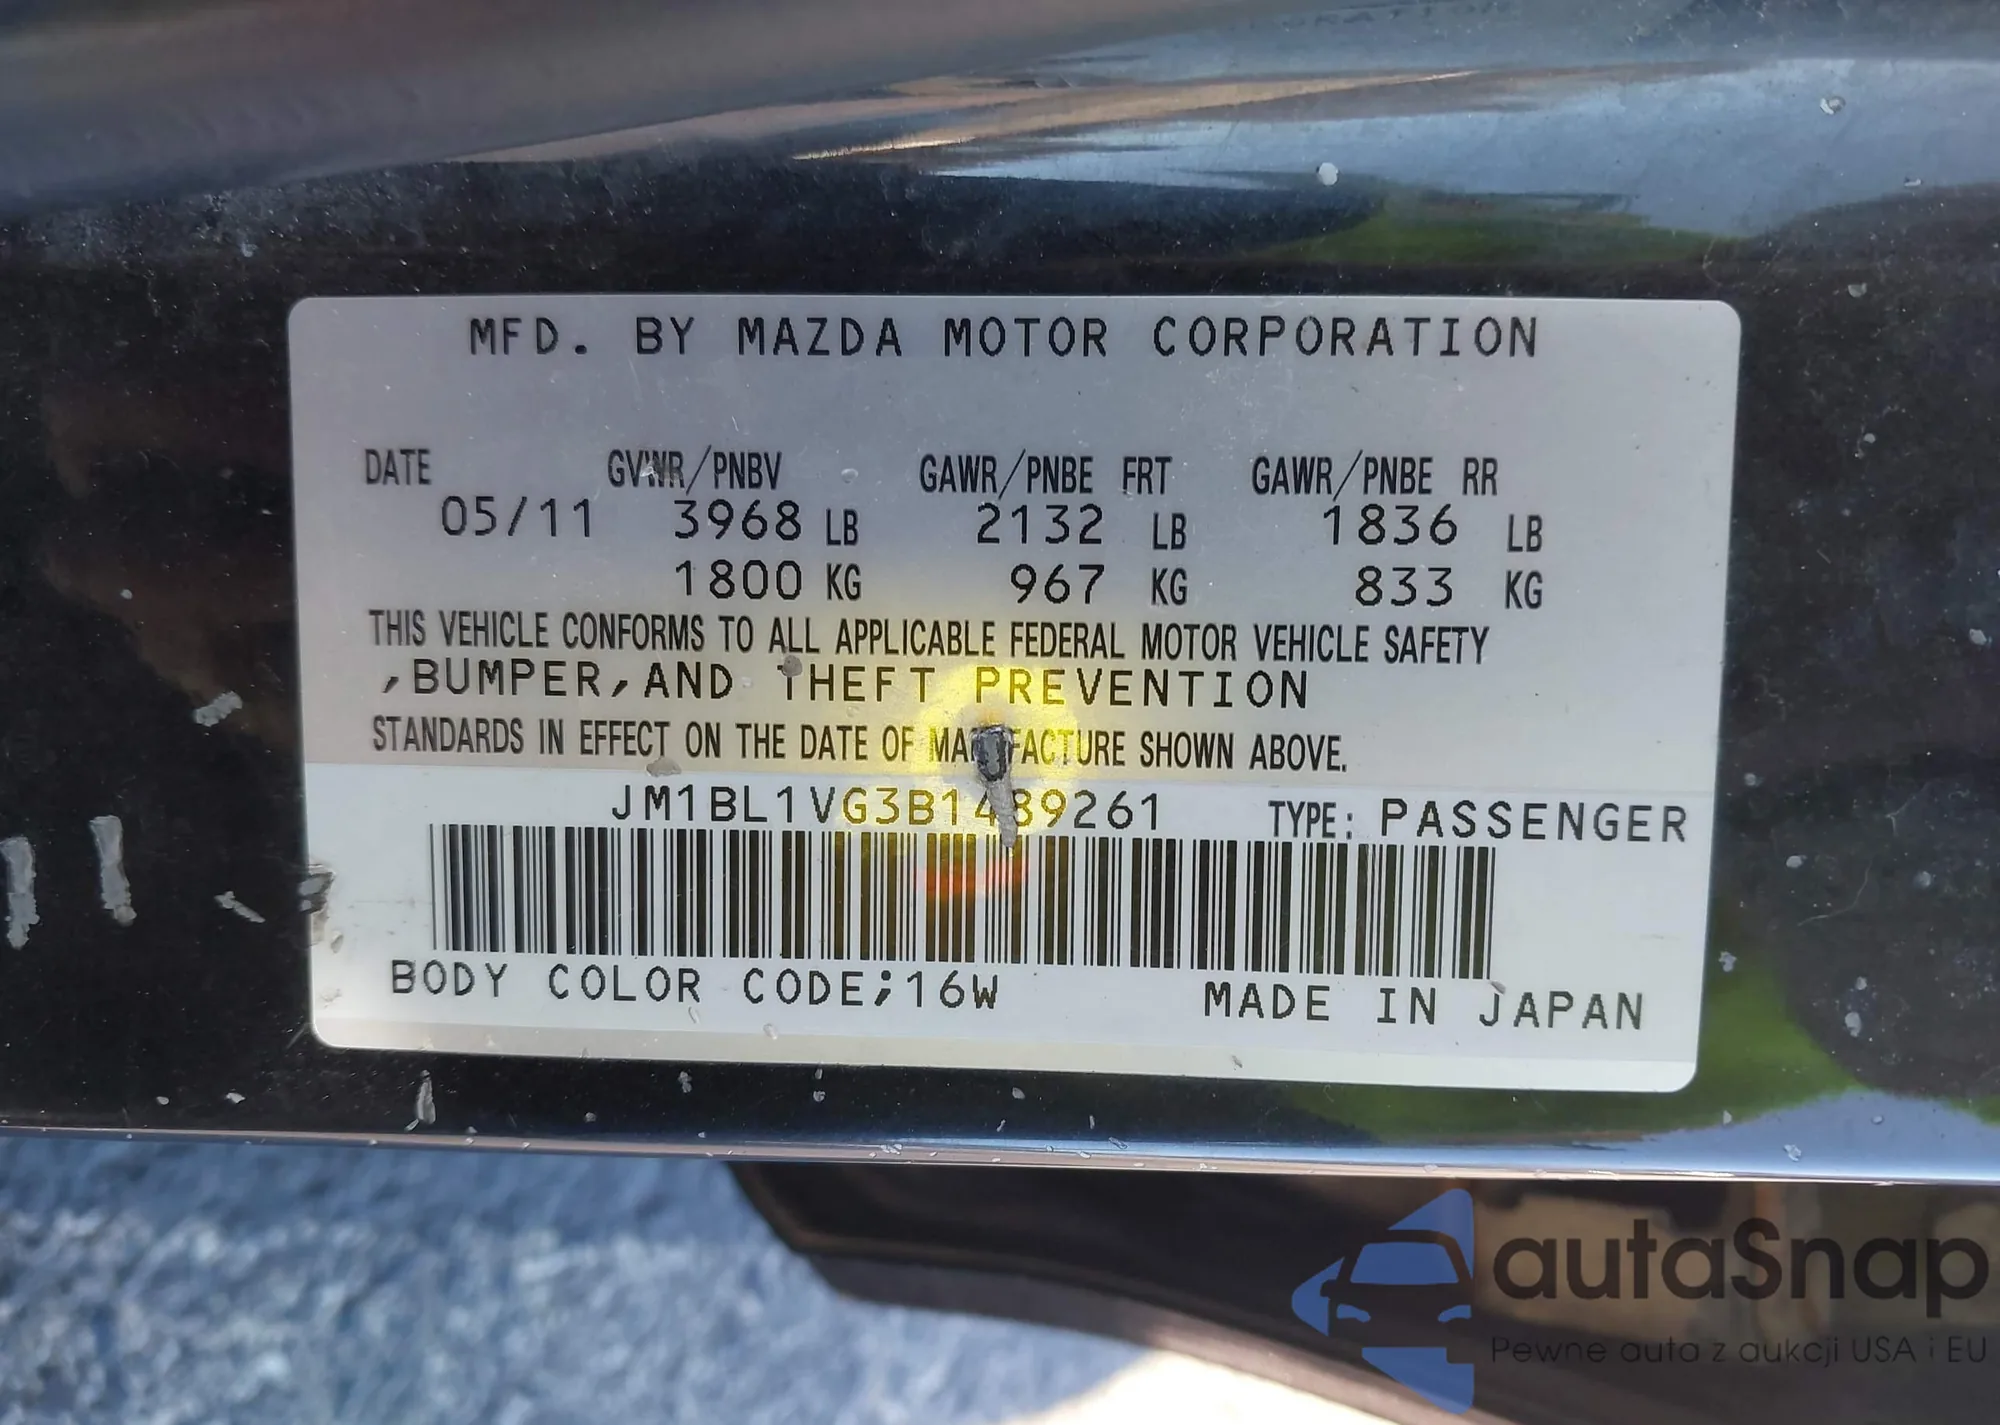 MFD. BY MAZDA MOTOR CORPORATION
DATE GVWR/PNBV GAWR/PNBE FRT GAWR/PNBE RR
05/11 3968 LB 2132 LB 1836 LB
1800 KG 967 KG 833 KG
THIS VEHICLE CONFORMS TO ALL APPLICABLE FEDERAL MOTOR VEHICLE SAFETY
,BUMPER,AND THEFT PREVENTION
STANDARDS IN EFFECT ON THE DATE OF MANUFACTURE SHOWN ABOVE.
JM1BL1VG3B1489261 TYPE: PASSENGER
BODY COLOR CODE;16W MADE IN JAPAN
autaSnap
Pewne auta z aukcji USA i EU